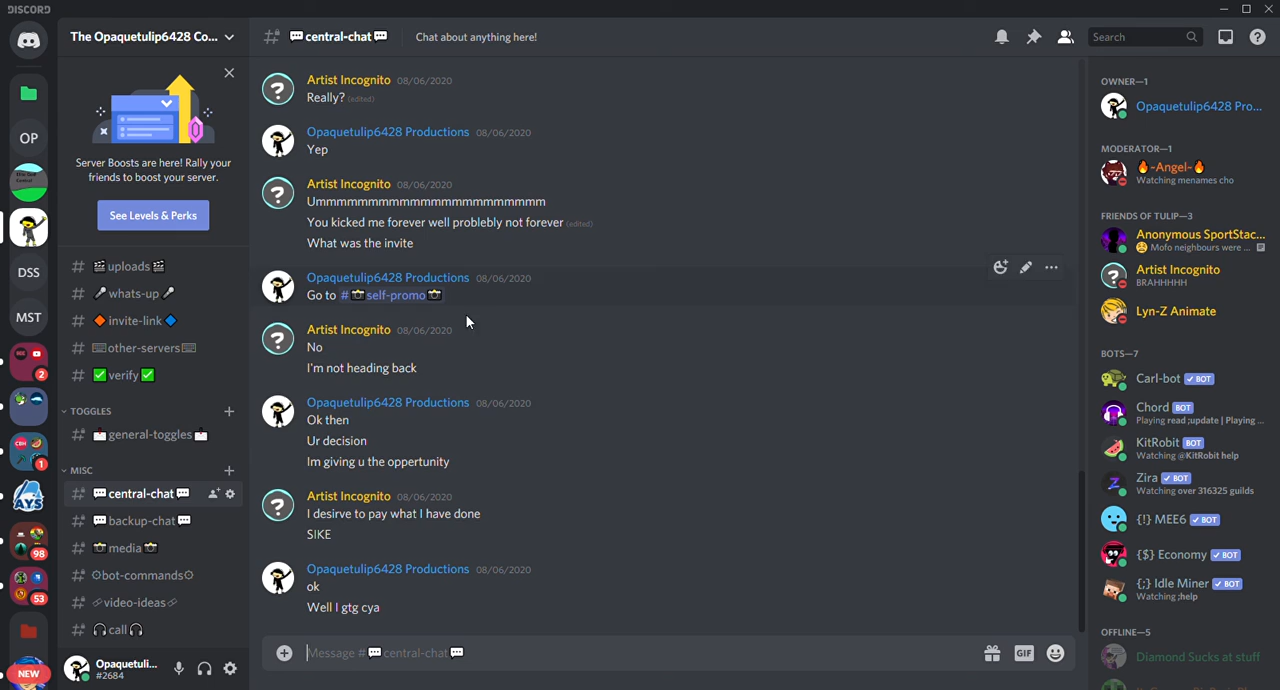 DISCORD
The Opaquetulip6428 Co...
💬central-chat💬
Chat about anything here!
Search
OP
DSS
MST
2
1
98
53
NEW
Server Boosts are here! Rally your
friends to boost your server.
See Levels & Perks
uploads
whats-up
invite-link
other-servers
verify
TOGGLES
general-toggles
MISC
central-chat
backup-chat
media
bot-commands
video-ideas
call
Opaquetuli...
#2684
Artist Incognito 08/06/2020
Really? (edited)
Opaquetulip6428 Productions 08/06/2020
Yep
Artist Incognito 08/06/2020
Ummmmmmmmmmmmmmmmmmmmmm
You kicked me forever well problebly not forever (edited)
What was the invite
Opaquetulip6428 Productions 08/06/2020
Go to # self-promo
Artist Incognito 08/06/2020
No
I'm not heading back
Opaquetulip6428 Productions 08/06/2020
Ok then
Ur decision
Im giving u the oppertunity
Artist Incognito 08/06/2020
I desirve to pay what I have done
SIKE
Opaquetulip6428 Productions 08/06/2020
ok
Well I gtg cya
Message #💬central-chat💬
GIF
OWNER—1
Opaquetulip6428 Pro...
MODERATOR—1
🔥-Angel-🔥
Watching menames cho
FRIENDS OF TULIP—3
Anonymous SportStac...
Mofo neighbours were ...
Artist Incognito
BRAHHHHH
Lyn-Z Animate
BOTS—7
Carl-bot ✓ BOT
Chord BOT
Playing read ;update | Playing ...
KitRobit BOT
Watching @KitRobit help
Zira ✓ BOT
Watching over 316325 guilds
{!} MEE6 ✓ BOT
{$} Economy ✓ BOT
{;} Idle Miner ✓ BOT
Watching ;help
OFFLINE—5
Diamond Sucks at stuff